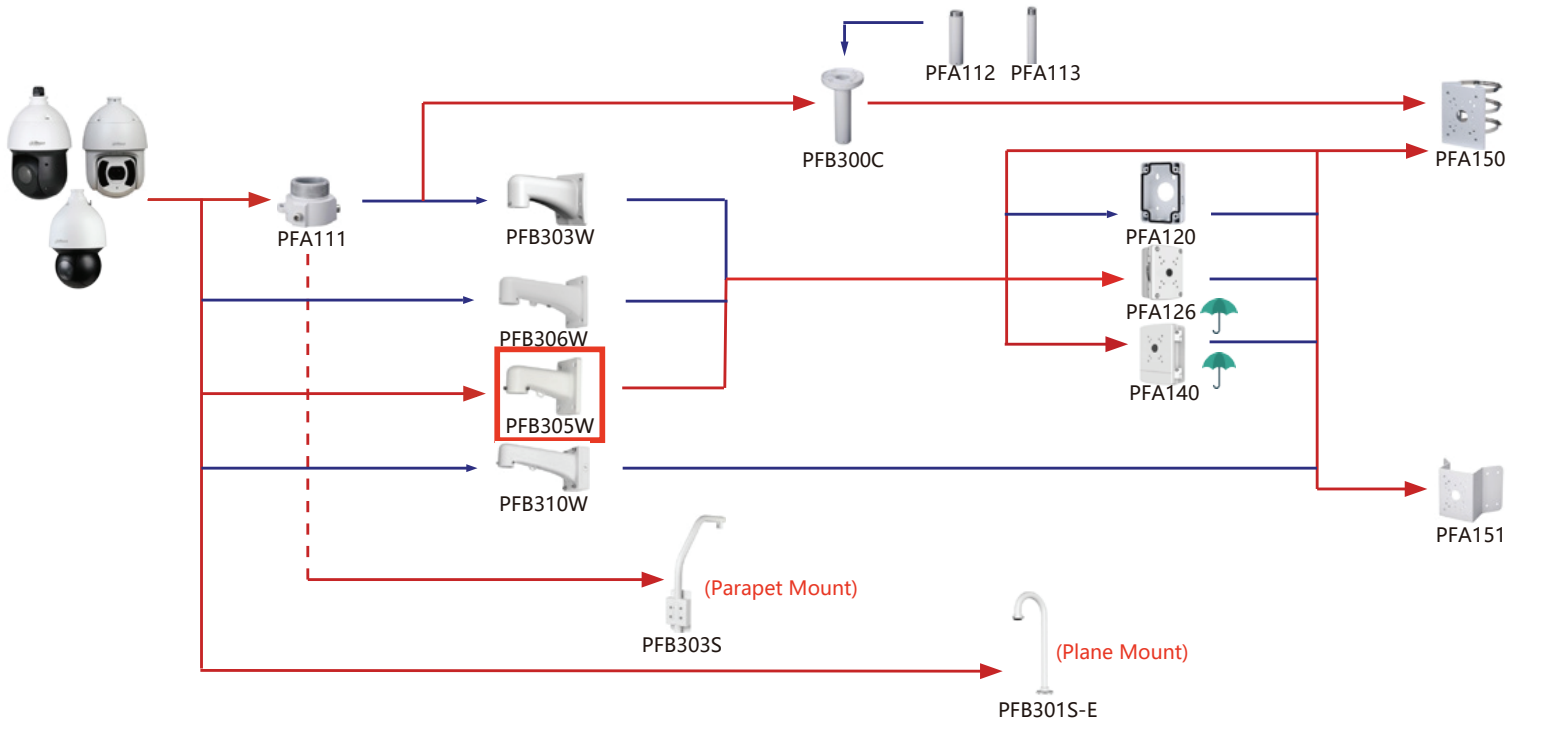 PFA112
PFA113
PFB300C
PFA150
PFA111
PFB303W
PFA120
PFB306W
PFA126
PFB305W
PFA140
PFB310W
PFA151
(Parapet Mount)
PFB303S
(Plane Mount)
PFB301S-E